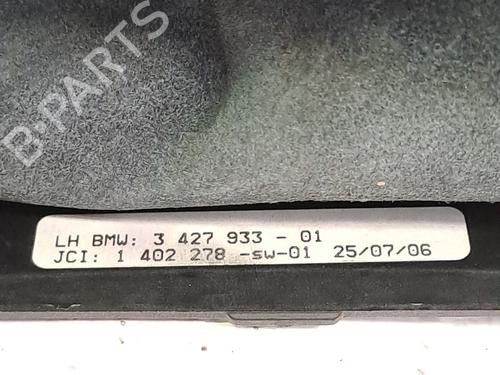 B-PARTS
LH BMW: 3 427 933 - 01
JCI: 1 402 278 -sw-01 25/07/06